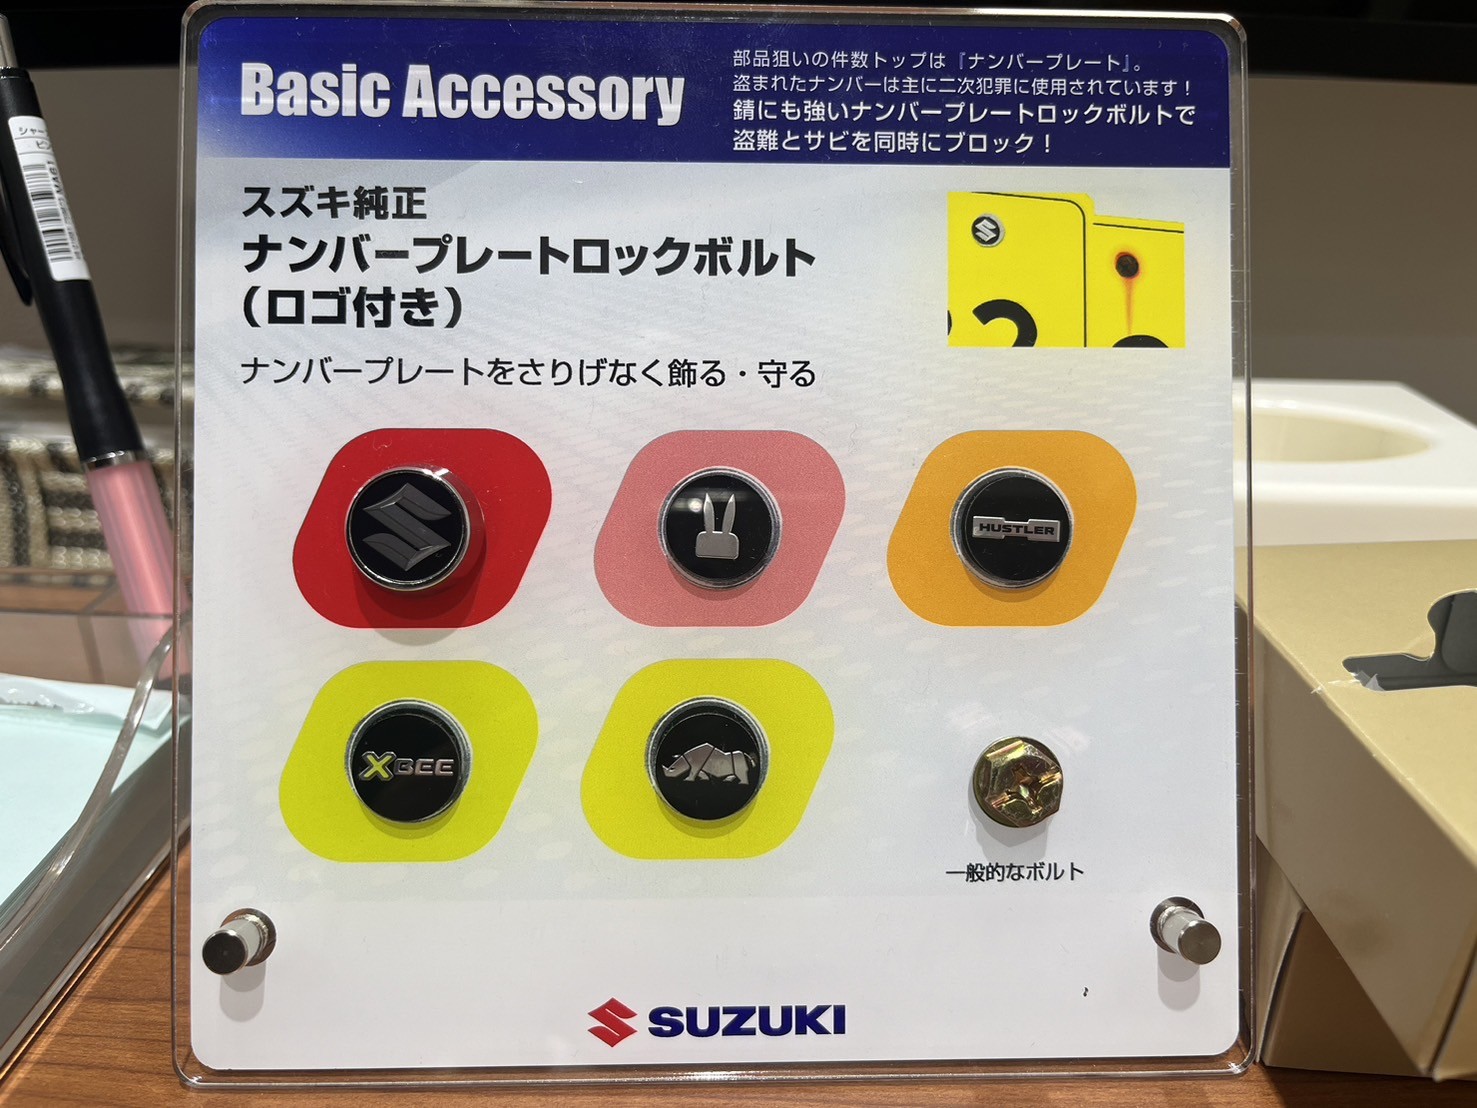 Basic Accessory
部品狙いの件数トップは『ナンバープレート』。
盗まれたナンバーは主に二次犯罪に使用されています！
錆にも強いナンバープレートロックボルトで
盗難とサビを同時にブロック！
スズキ純正
ナンバープレートロックボルト
（ロゴ付き）
ナンバープレートをさりげなく飾る・守る
HUSTLER
XBEE
一般的なボルト
SUZUKI